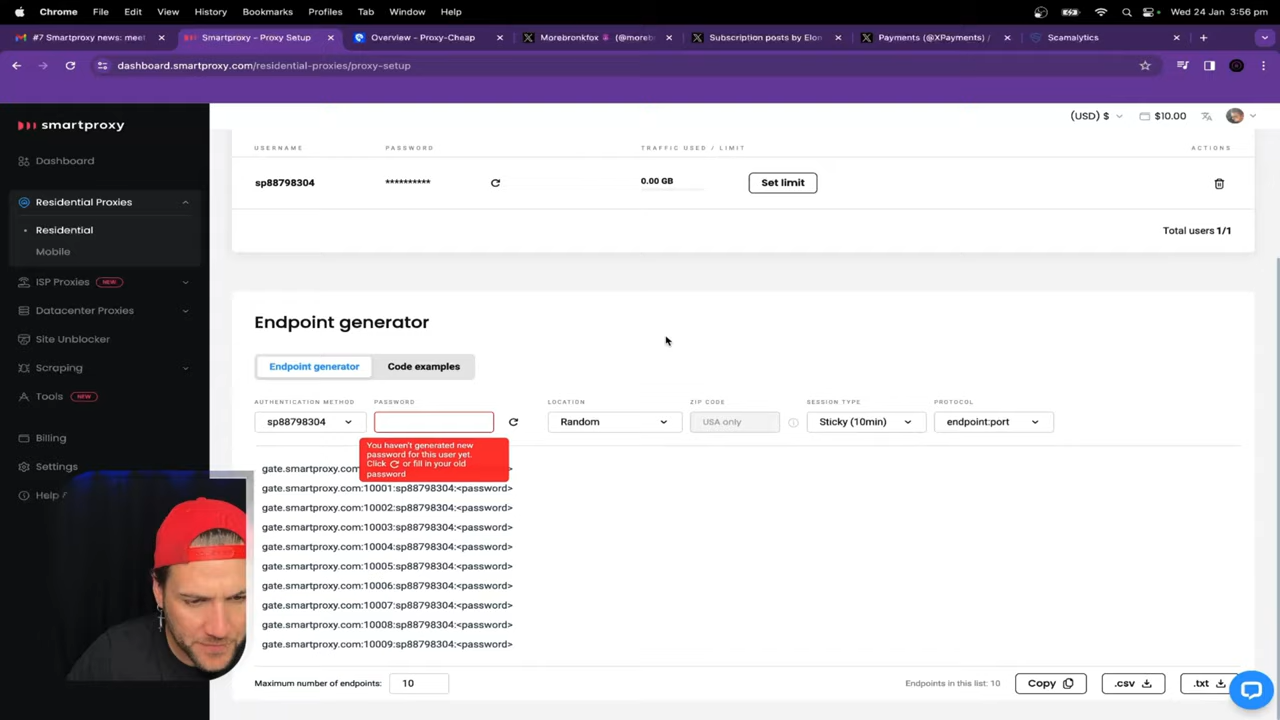 Chrome File Edit View History Bookmarks Profiles Tab Window Help Wed 24 Jan 3:56 pm
#7 Smartproxy news: meet Smartproxy - Proxy Setup Overview - Proxy-Cheap Morebronkfox (@morebo Subscription posts by Elon Payments (@XPayments) / Scamalytics
dashboard.smartproxy.com/residential-proxies/proxy-setup
smartproxy
(USD) $ $10.00
Dashboard
Residential Proxies
Residential
Mobile
ISP Proxies NEW
Datacenter Proxies
Site Unblocker
Scraping
Tools NEW
Billing
Settings
Help
USERNAME PASSWORD TRAFFIC USED / LIMIT ACTIONS
sp88798304 ********** 0.00 GB Set limit
Total users 1/1
Endpoint generator
Endpoint generator Code examples
AUTHENTICATION METHOD PASSWORD LOCATION ZIP CODE SESSION TYPE PROTOCOL
sp88798304 Random USA only Sticky (10min) endpoint:port
You haven't generated new
password for this user yet.
Click or fill in your old
password
gate.smartproxy.com >
gate.smartproxy.com:10001:sp88798304:<password>
gate.smartproxy.com:10002:sp88798304:<password>
gate.smartproxy.com:10003:sp88798304:<password>
gate.smartproxy.com:10004:sp88798304:<password>
gate.smartproxy.com:10005:sp88798304:<password>
gate.smartproxy.com:10006:sp88798304:<password>
gate.smartproxy.com:10007:sp88798304:<password>
gate.smartproxy.com:10008:sp88798304:<password>
gate.smartproxy.com:10009:sp88798304:<password>
Maximum number of endpoints: 10 Endpoints in this list: 10 Copy .csv .txt